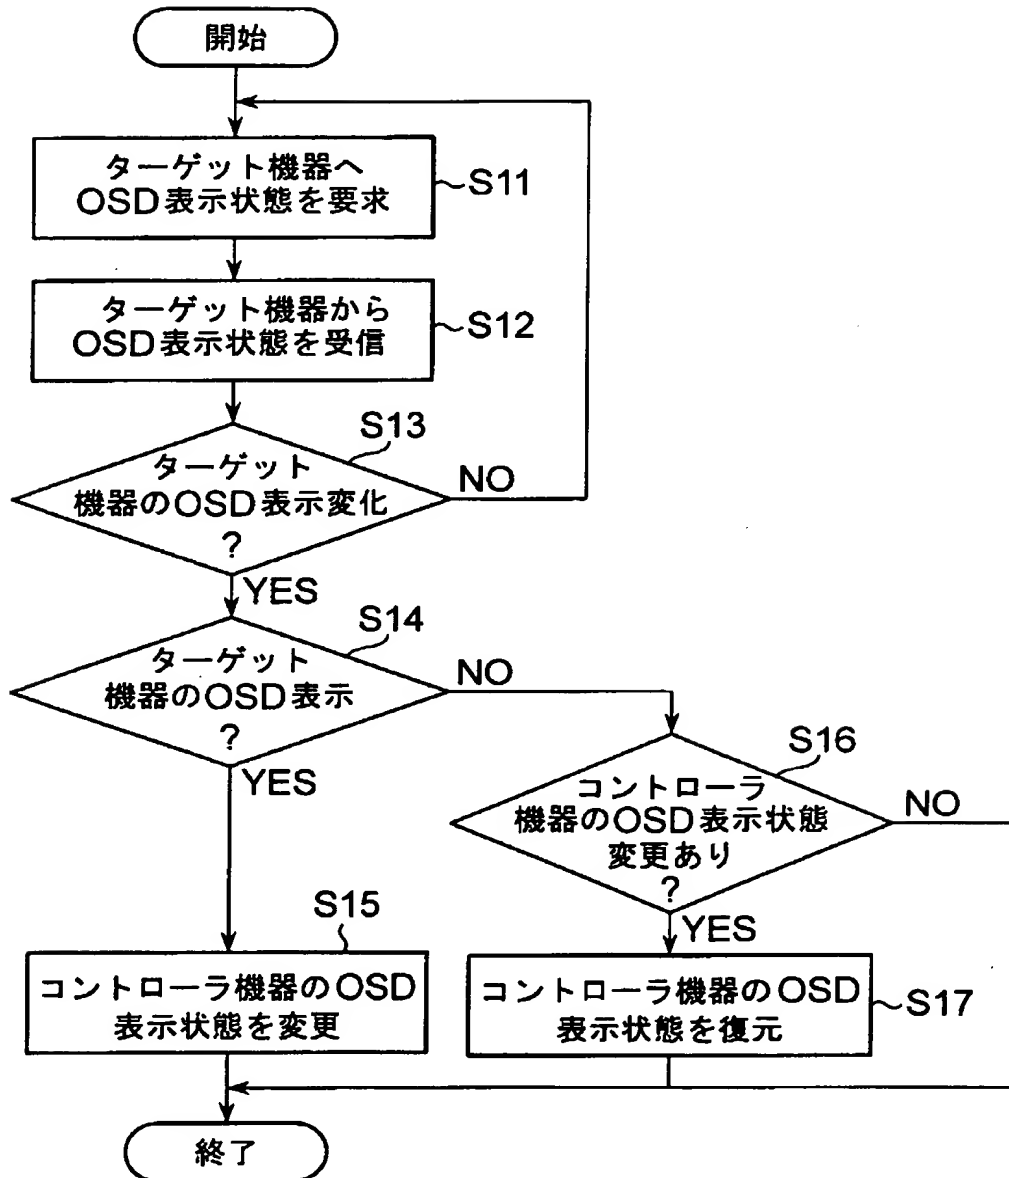 開始
ターゲット機器へ
OSD表示状態を要求
S11
ターゲット機器から
OSD表示状態を受信
S12
S13
ターゲット
機器のOSD表示変化
?
NO
YES
S14
ターゲット
機器のOSD表示
?
NO
YES
S16
コントローラ
機器のOSD表示状態
変更あり
?
NO
YES
S15
コントローラ機器のOSD
表示状態を変更
コントローラ機器のOSD
表示状態を復元
S17
終了